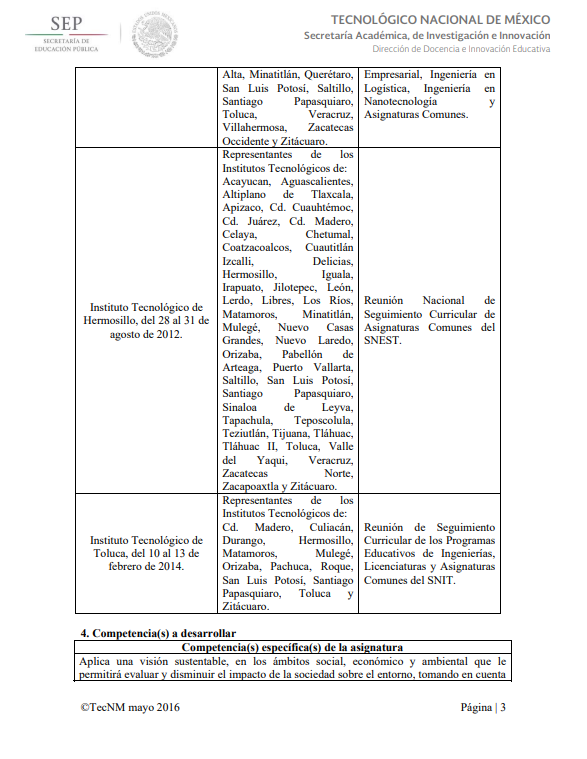 SEP
SECRETARÍA DE
EDUCACIÓN PÚBLICA
TECNOLÓGICO NACIONAL DE MÉXICO
Secretaría Académica, de Investigación e Innovación
Dirección de Docencia e Innovación Educativa
Alta, Minatitlán, Querétaro,
San Luis Potosí, Saltillo,
Santiago Papasquiaro,
Toluca, Veracruz,
Villahermosa, Zacatecas
Occidente y Zitácuaro.
Empresarial, Ingeniería en
Logística, Ingeniería en
Nanotecnología y
Asignaturas Comunes.
Instituto Tecnológico de
Hermosillo, del 28 al 31 de
agosto de 2012.
Representantes de los
Institutos Tecnológicos de:
Acayucan, Aguascalientes,
Altiplano de Tlaxcala,
Apizaco, Cd. Cuauhtémoc,
Cd. Juárez, Cd. Madero,
Celaya, Chetumal,
Coatzacoalcos, Cuautitlán
Izcalli, Delicias,
Hermosillo, Iguala,
Irapuato, Jilotepec, León,
Lerdo, Libres, Los Ríos,
Matamoros, Minatitlán,
Mulegé, Nuevo Casas
Grandes, Nuevo Laredo,
Orizaba, Pabellón de
Arteaga, Puerto Vallarta,
Saltillo, San Luis Potosí,
Santiago Papasquiaro,
Sinaloa de Leyva,
Tapachula, Teposcolula,
Teziutlán, Tijuana, Tláhuac,
Tláhuac II, Toluca, Valle
del Yaqui, Veracruz,
Zacatecas Norte,
Zacapoaxtla y Zitácuaro.
Reunión Nacional de
Seguimiento Curricular de
Asignaturas Comunes del
SNEST.
Instituto Tecnológico de
Toluca, del 10 al 13 de
febrero de 2014.
Representantes de los
Institutos Tecnológicos de:
Cd. Madero, Culiacán,
Durango, Hermosillo,
Matamoros, Mulegé,
Orizaba, Pachuca, Roque,
San Luis Potosí, Santiago
Papasquiaro, Toluca y
Zitácuaro.
Reunión de Seguimiento
Curricular de los Programas
Educativos de Ingenierías,
Licenciaturas y Asignaturas
Comunes del SNIT.
4. Competencia(s) a desarrollar
Competencia(s) específica(s) de la asignatura
Aplica una visión sustentable, en los ámbitos social, económico y ambiental que le
permitirá evaluar y disminuir el impacto de la sociedad sobre el entorno, tomando en cuenta
©TecNM mayo 2016
Página | 3